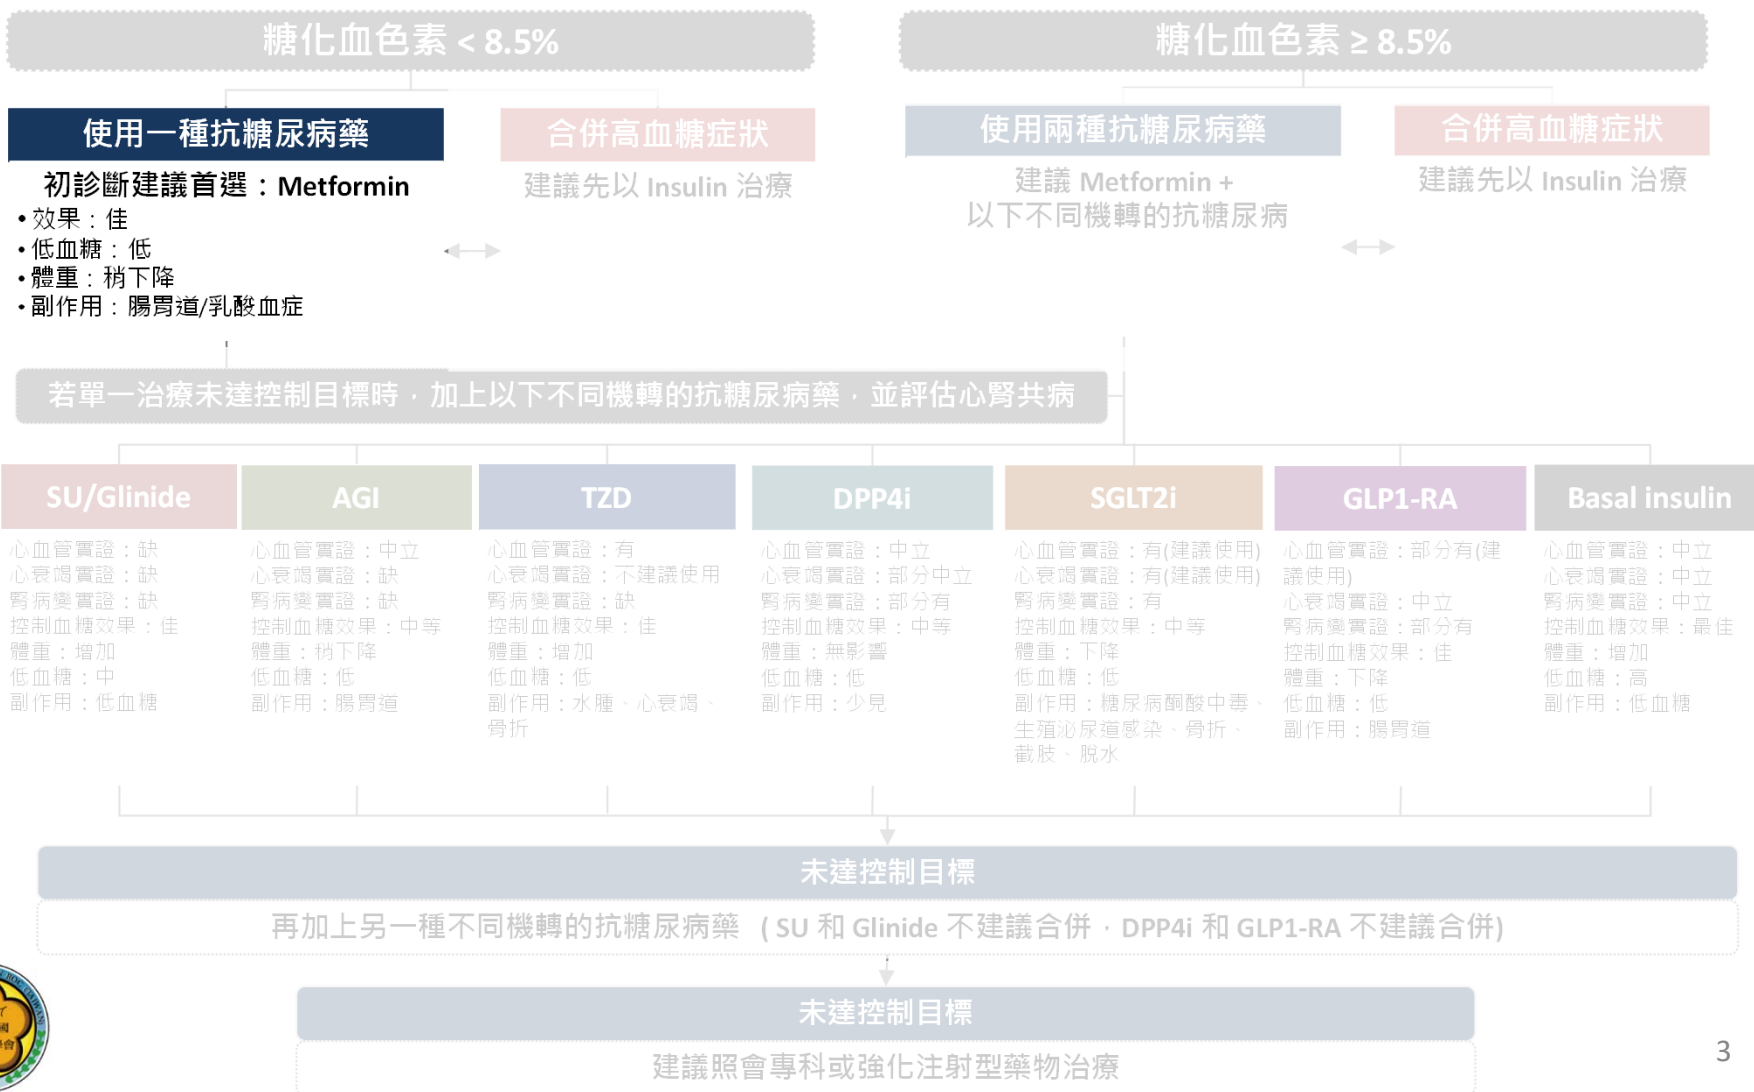 糖化血色素 < 8.5%
糖化血色素 ≥ 8.5%
使用一種抗糖尿病藥
合併高血糖症狀
使用兩種抗糖尿病藥
合併高血糖症狀
初診斷建議首選：Metformin
• 效果：佳
• 低血糖：低
• 體重：稍下降
• 副作用：腸胃道/乳酸血症
建議先以 Insulin 治療
建議 Metformin +
以下不同機轉的抗糖尿病
建議先以 Insulin 治療
若單一治療未達控制目標時，加上以下不同機轉的抗糖尿病藥，並評估心腎共病
SU/Glinide
心血管實證：缺
心衰竭實證：缺
腎病變實證：缺
控制血糖效果：佳
體重：增加
低血糖：中
副作用：低血糖
AGI
心血管實證：中立
心衰竭實證：缺
腎病變實證：缺
控制血糖效果：中等
體重：稍下降
低血糖：低
副作用：腸胃道
TZD
心血管實證：有
心衰竭實證：不建議使用
腎病變實證：缺
控制血糖效果：佳
體重：增加
低血糖：低
副作用：水腫、心衰竭、
骨折
DPP4i
心血管實證：中立
心衰竭實證：部分中立
腎病變實證：部分有
控制血糖效果：中等
體重：無影響
低血糖：低
副作用：少見
SGLT2i
心血管實證：有(建議使用)
心衰竭實證：有(建議使用)
腎病變實證：有
控制血糖效果：中等
體重：下降
低血糖：低
副作用：糖尿病酮酸中毒、
生殖泌尿道感染、骨折、
截肢、脫水
GLP1-RA
心血管實證：部分有(建
議使用)
心衰竭實證：中立
腎病變實證：部分有
控制血糖效果：佳
體重：下降
低血糖：低
副作用：腸胃道
Basal insulin
心血管實證：中立
心衰竭實證：中立
腎病變實證：中立
控制血糖效果：最佳
體重：增加
低血糖：高
副作用：低血糖
未達控制目標
再加上另一種不同機轉的抗糖尿病藥 ( SU 和 Glinide 不建議合併，DPP4i 和 GLP1-RA 不建議合併)
未達控制目標
建議照會專科或強化注射型藥物治療
3